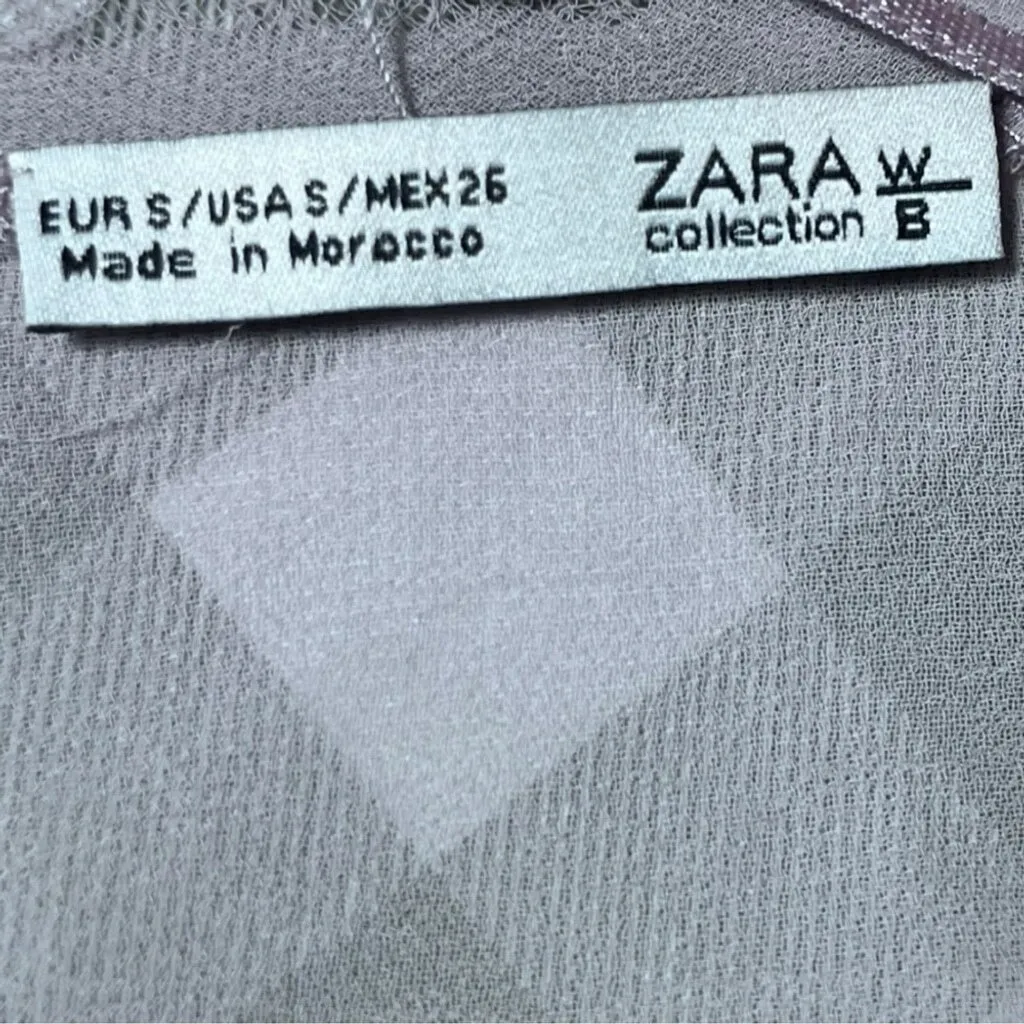 EUR S/USA S/MEX 26
Made in Morocco
ZARA W
collection B